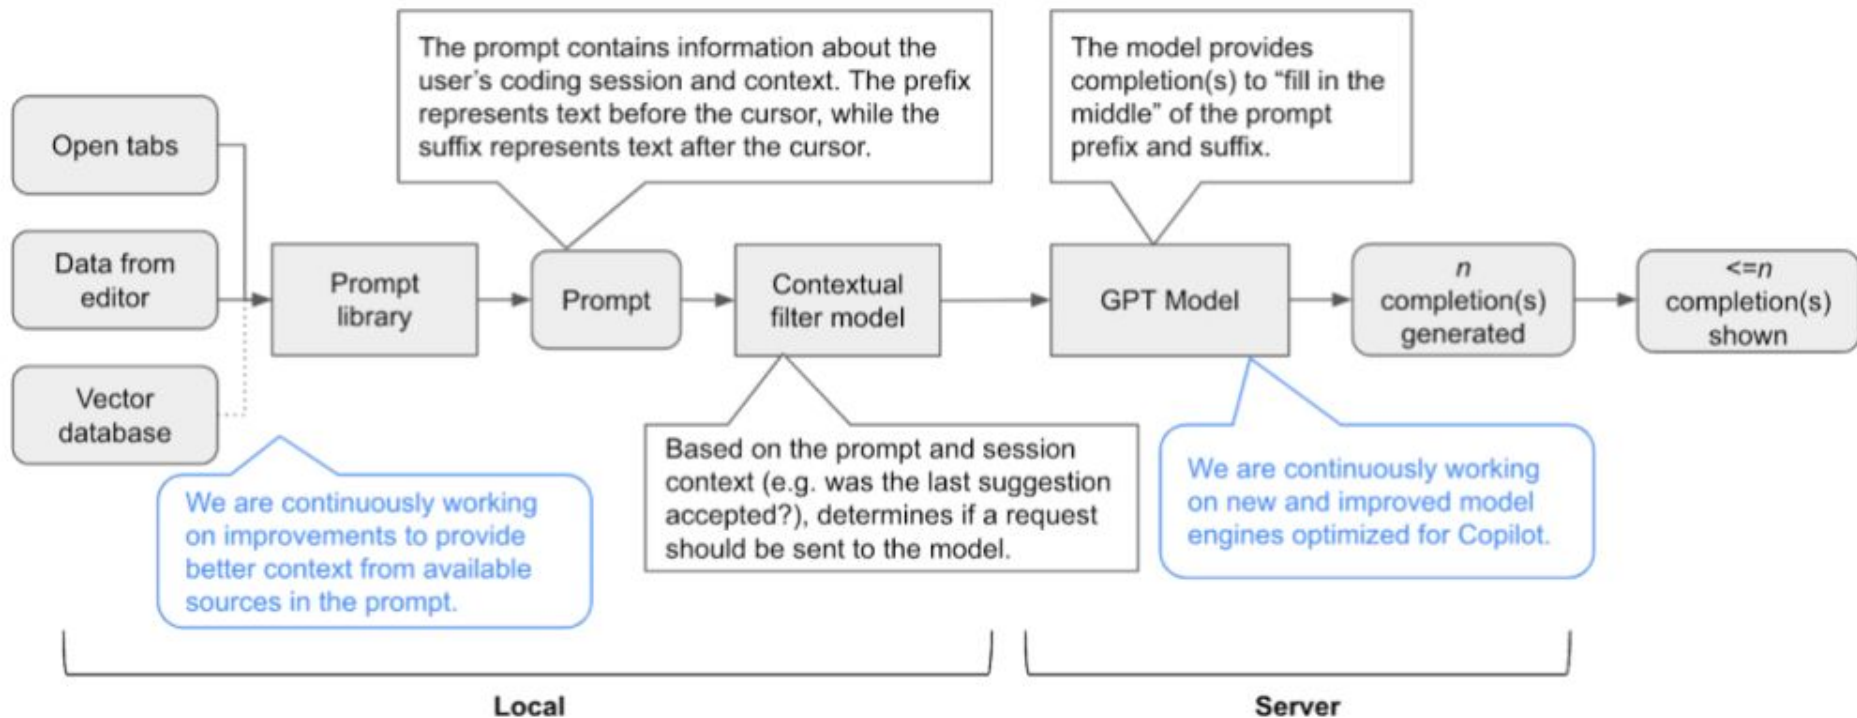 The prompt contains information about the
user's coding session and context. The prefix
represents text before the cursor, while the
suffix represents text after the cursor.
The model provides
completion(s) to “fill in the
middle” of the prompt
prefix and suffix.
Open tabs
Data from
editor
Vector
database
Prompt
library
Prompt
Contextual
filter model
GPT Model
n
completion(s)
generated
<=n
completion(s)
shown
We are continuously working
on improvements to provide
better context from available
sources in the prompt.
Based on the prompt and session
context (e.g. was the last suggestion
accepted?), determines if a request
should be sent to the model.
We are continuously working
on new and improved model
engines optimized for Copilot.
Local
Server